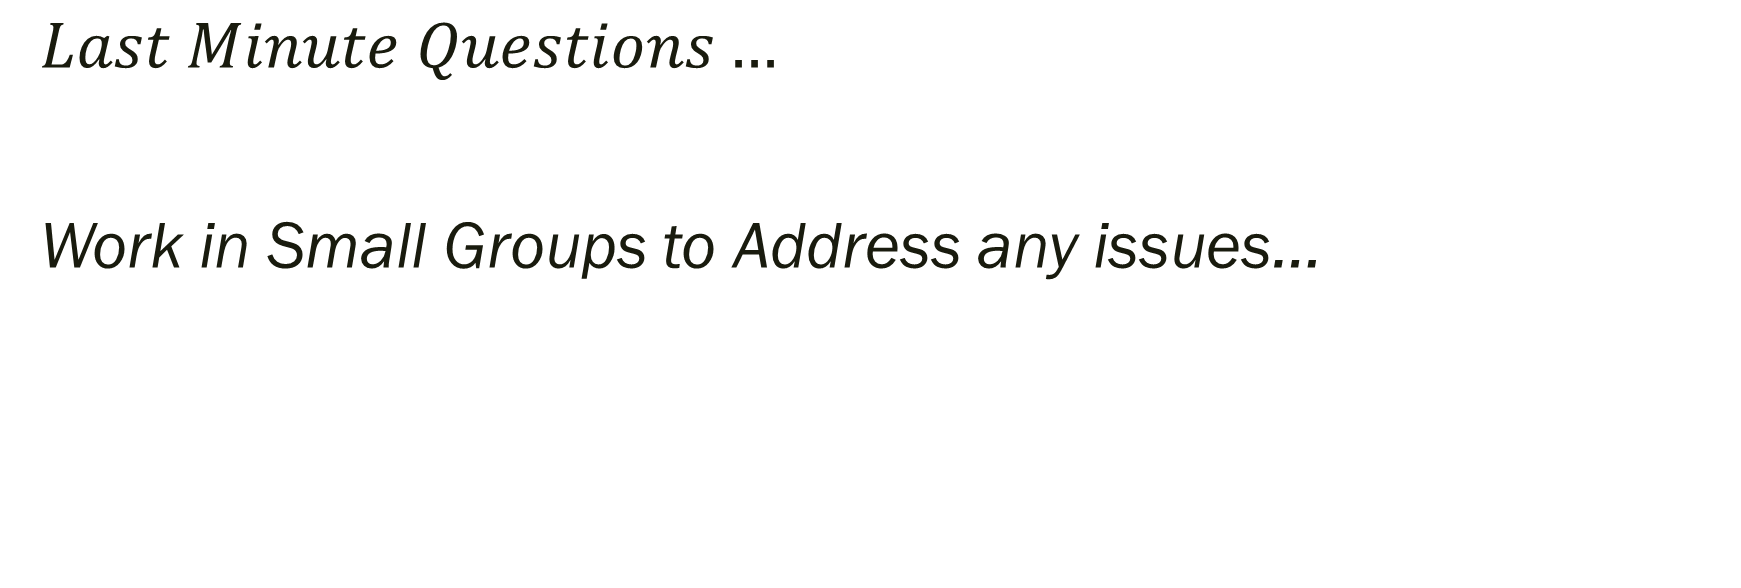 Last Minute Questions ...
Work in Small Groups to Address any issues...